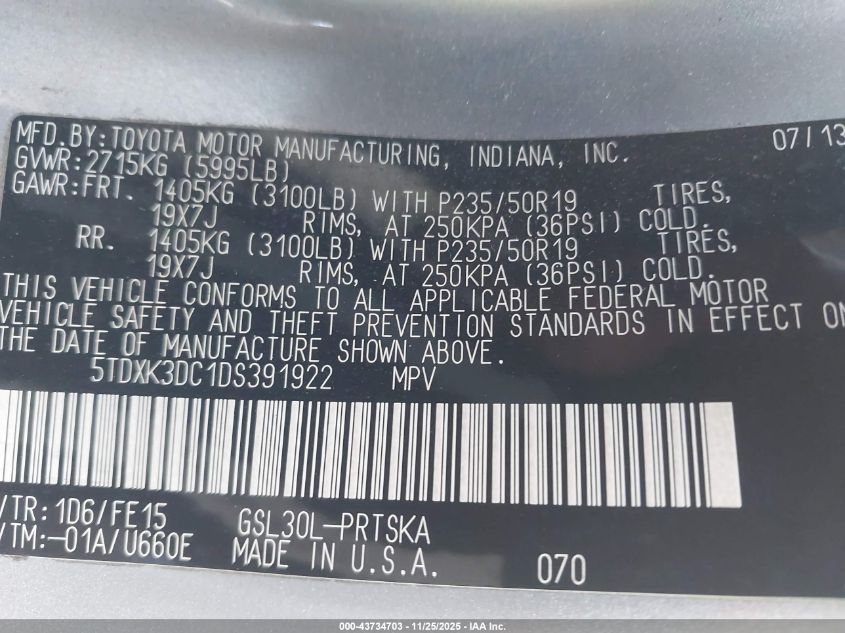 MFD.BY:TOYOTA MOTOR MANUFACTURING, INDIANA, INC. 07/13
GVWR:2715KG (5995LB)
GAWR:FRT. 1405KG (3100LB) WITH P235/50R19 TIRES,
19X7J RIMS, AT 250KPA (36PSI) COLD.
RR. 1405KG (3100LB) WITH P235/50R19 TIRES,
19X7J RIMS, AT 250KPA (36PSI) COLD.
THIS VEHICLE CONFORMS TO ALL APPLICABLE FEDERAL MOTOR
VEHICLE SAFETY AND THEFT PREVENTION STANDARDS IN EFFECT ON
THE DATE OF MANUFACTURE SHOWN ABOVE.
5TDXK3DC1DS391922 MPV
/TR:1D6/FE15 GSL30L-PRTSKA
/TM:-01A/U660E MADE IN U.S.A. 070
000-43734703 - 11/25/2025 - IAA Inc.